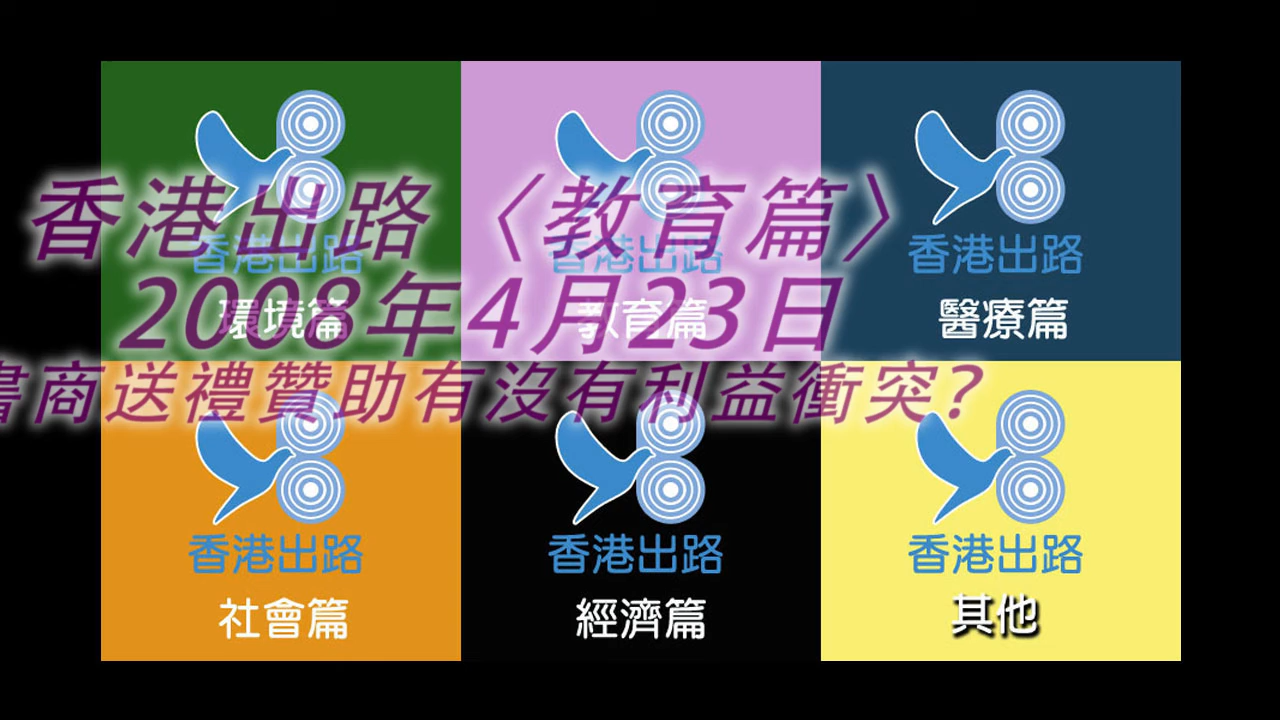 香港出路〈教育篇〉
2008年4月23日
書商送禮贊助有沒有利益衝突?
香港出路
環境篇
香港出路
教育篇
香港出路
醫療篇
香港出路
社會篇
香港出路
經濟篇
香港出路
其他